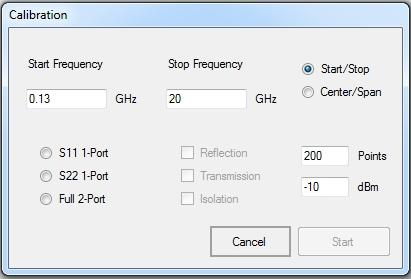 Calibration
Start Frequency
Stop Frequency
Start/Stop
Center/Span
0.13 GHz
20 GHz
S11 1-Port
S22 1-Port
Full 2-Port
Reflection
Transmission
Isolation
200 Points
-10 dBm
Cancel
Start